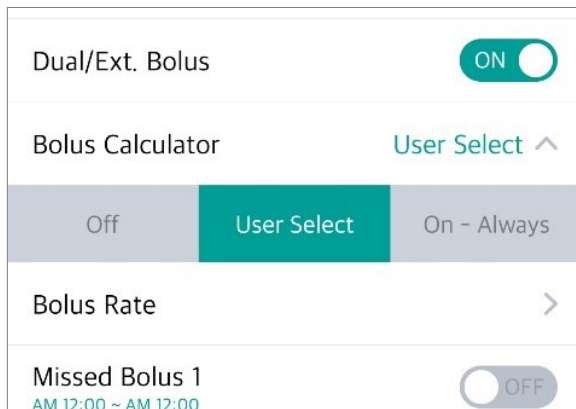 Dual/Ext. Bolus ON
Bolus Calculator User Select
Off User Select On - Always
Bolus Rate
Missed Bolus 1 OFF
AM 12:00 ~ AM 12:00